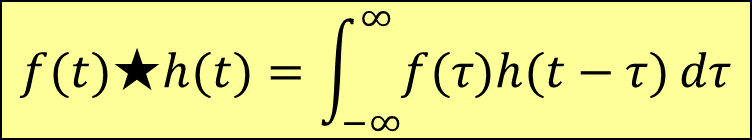 f(t)★h(t) = ∫_{-∞}^{∞} f(τ)h(t − τ) dτ